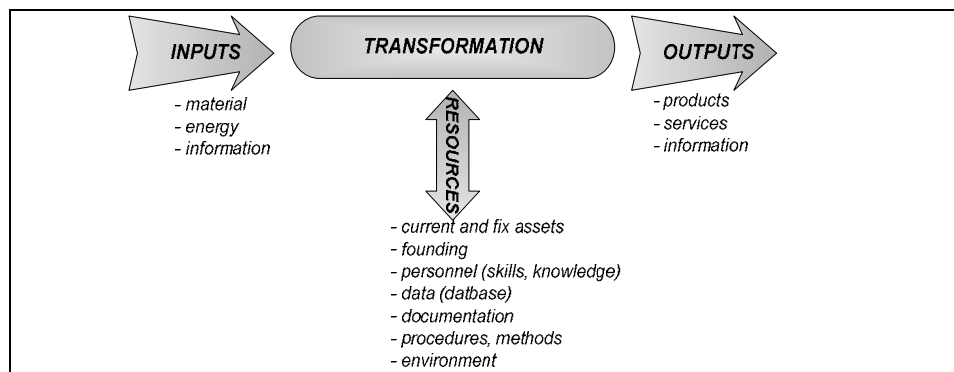 INPUTS
TRANSFORMATION
OUTPUTS
- material
- energy
- information
- products
- services
- information
RESOURCES
- current and fix assets
- founding
- personnel (skills, knowledge)
- data (datbase)
- documentation
- procedures, methods
- environment